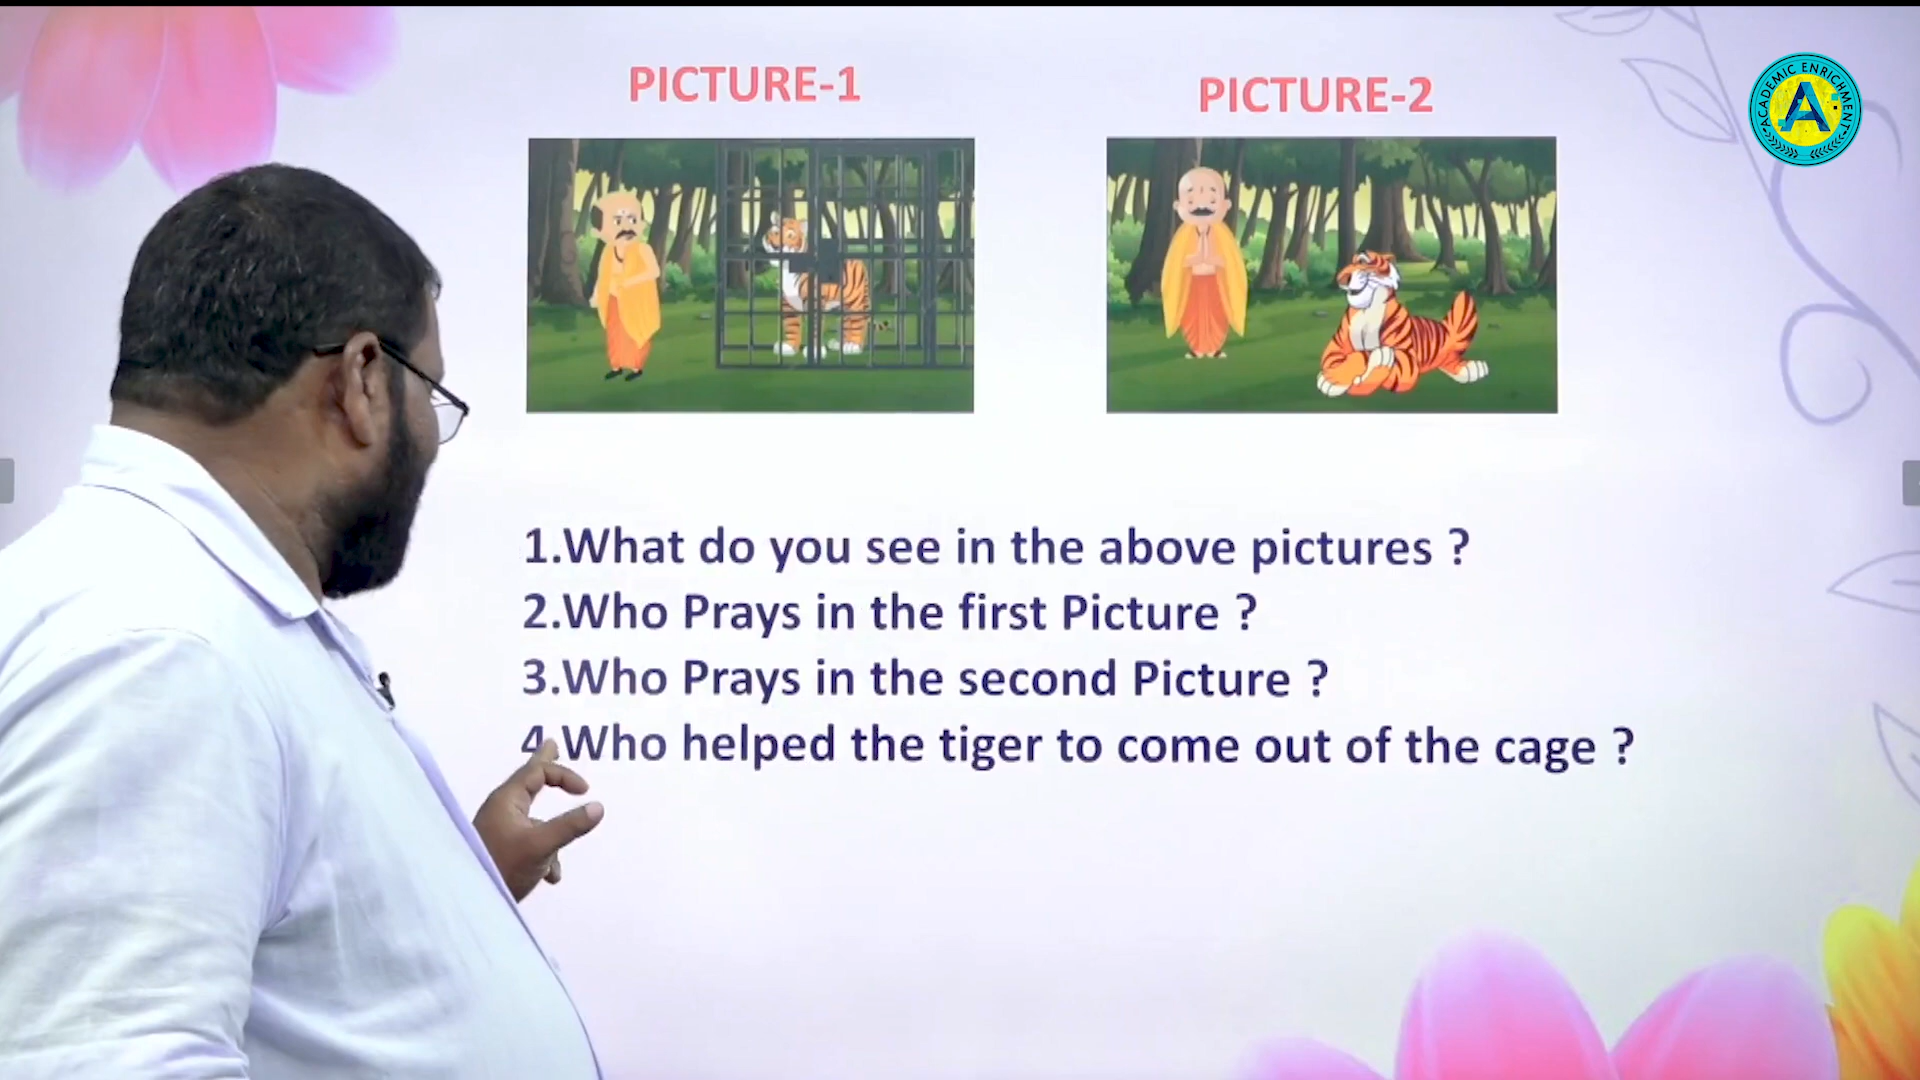 PICTURE-1
PICTURE-2
ACADEMIC ENRICHMENT
A
1.What do you see in the above pictures ?
2.Who Prays in the first Picture ?
3.Who Prays in the second Picture ?
4.Who helped the tiger to come out of the cage ?